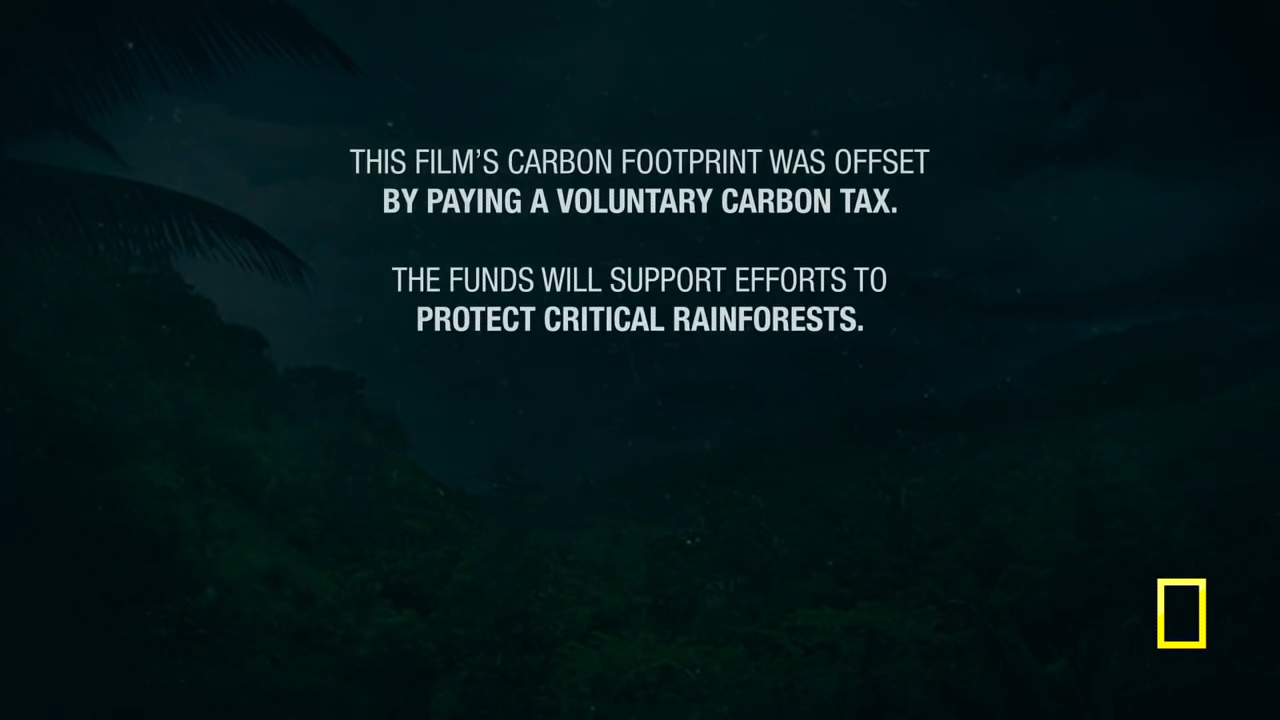 THIS FILM’S CARBON FOOTPRINT WAS OFFSET
BY PAYING A VOLUNTARY CARBON TAX.
THE FUNDS WILL SUPPORT EFFORTS TO
PROTECT CRITICAL RAINFORESTS.